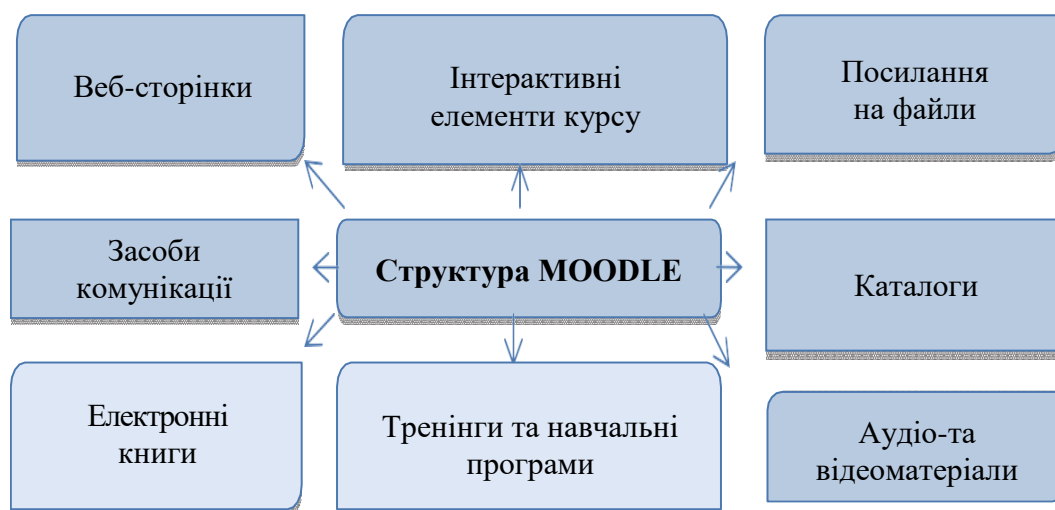 Веб-сторінки
Інтерактивні
елементи курсу
Посилання
на файли
Засоби
комунікації
Структура MOODLE
Каталоги
Електронні
книги
Тренінги та навчальні
програми
Аудіо-та
відеоматеріали